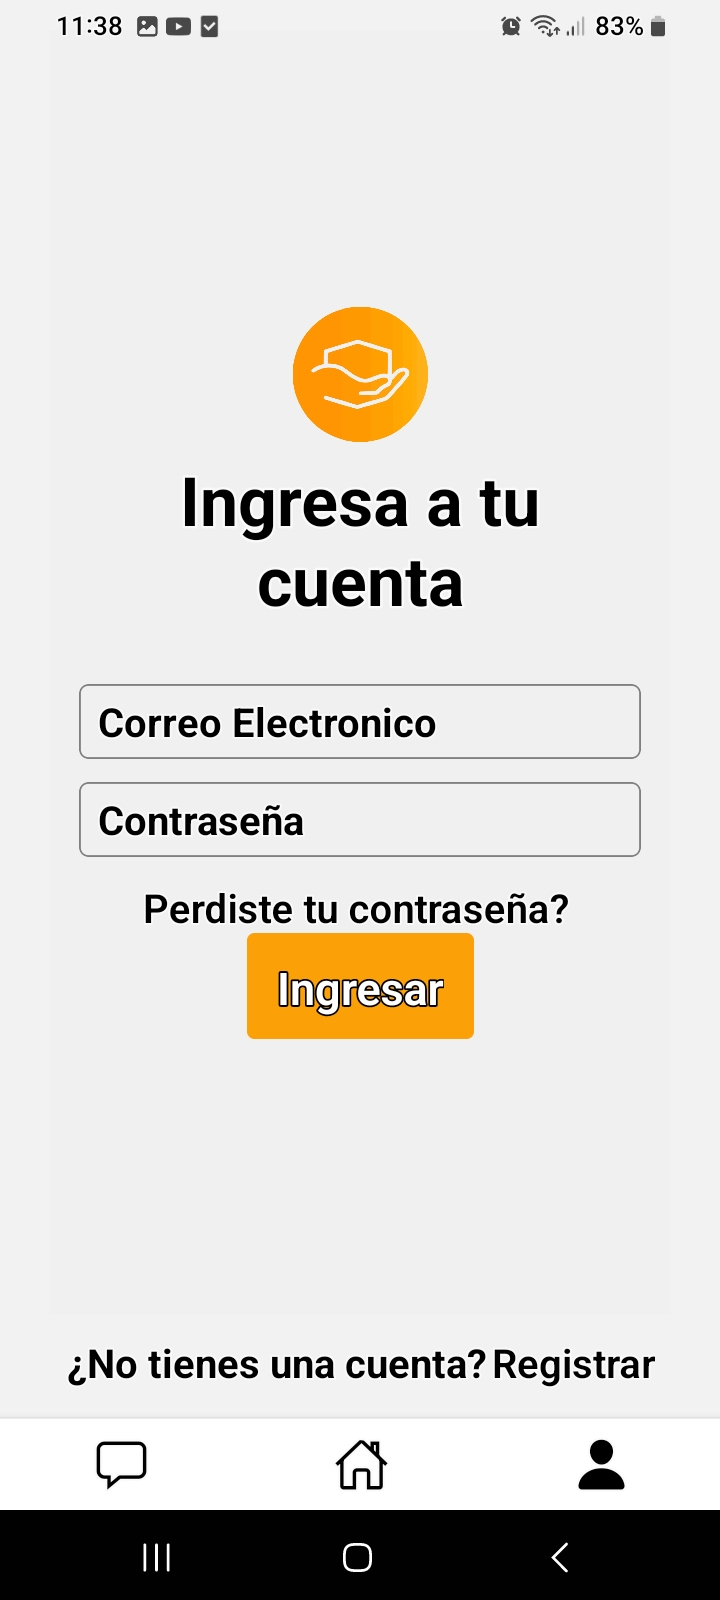 11:38
83%
Ingresa a tu
cuenta
Correo Electronico
Contraseña
Perdiste tu contraseña?
Ingresar
¿No tienes una cuenta? Registrar